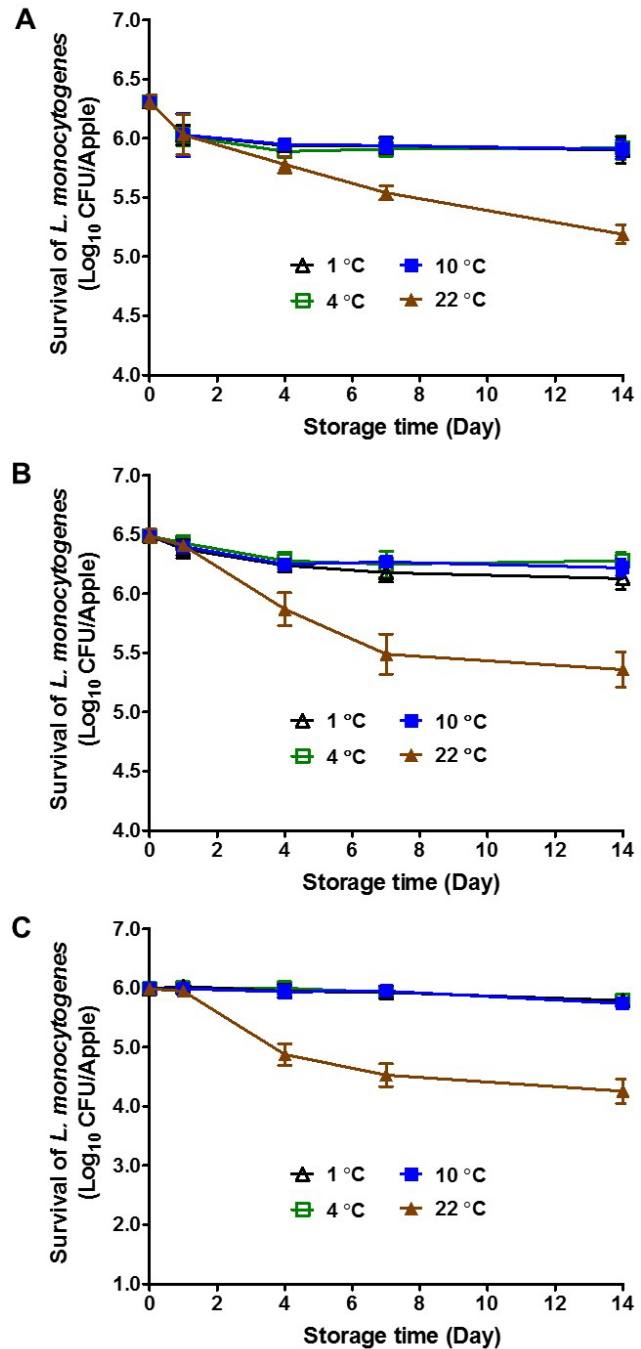 A
Survival of L. monocytogenes
(Log10 CFU/Apple)
7.0
6.5
6.0
5.5
5.0
4.5
4.0
1 °C
10 °C
4 °C
22 °C
0 2 4 6 8 10 12 14
Storage time (Day)
B
Survival of L. monocytogenes
(Log10 CFU/Apple)
7.0
6.5
6.0
5.5
5.0
4.5
4.0
1 °C
10 °C
4 °C
22 °C
0 2 4 6 8 10 12 14
Storage time (Day)
C
Survival of L. monocytogenes
(Log10 CFU/Apple)
7.0
6.0
5.0
4.0
3.0
2.0
1.0
1 °C
10 °C
4 °C
22 °C
0 2 4 6 8 10 12 14
Storage time (Day)